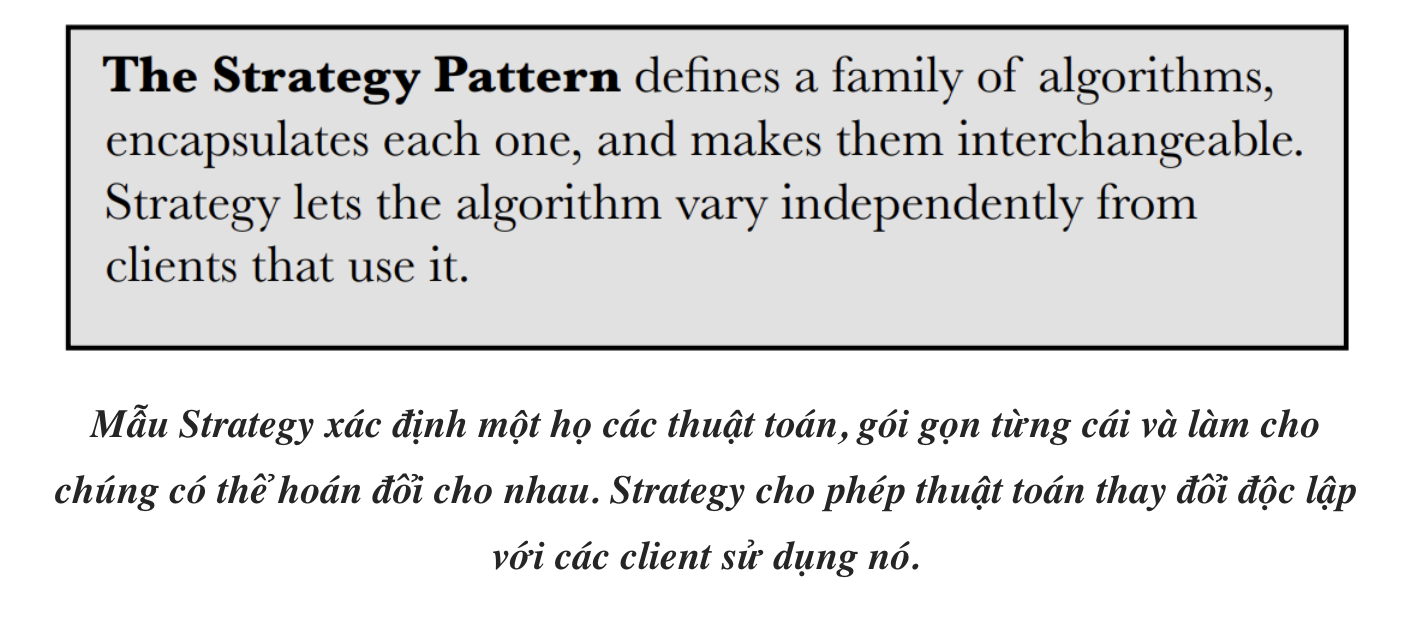 The Strategy Pattern defines a family of algorithms,
encapsulates each one, and makes them interchangeable.
Strategy lets the algorithm vary independently from
clients that use it.
Mẫu Strategy xác định một họ các thuật toán, gói gọn từng cái và làm cho
chúng có thể hoán đổi cho nhau. Strategy cho phép thuật toán thay đổi độc lập
với các client sử dụng nó.